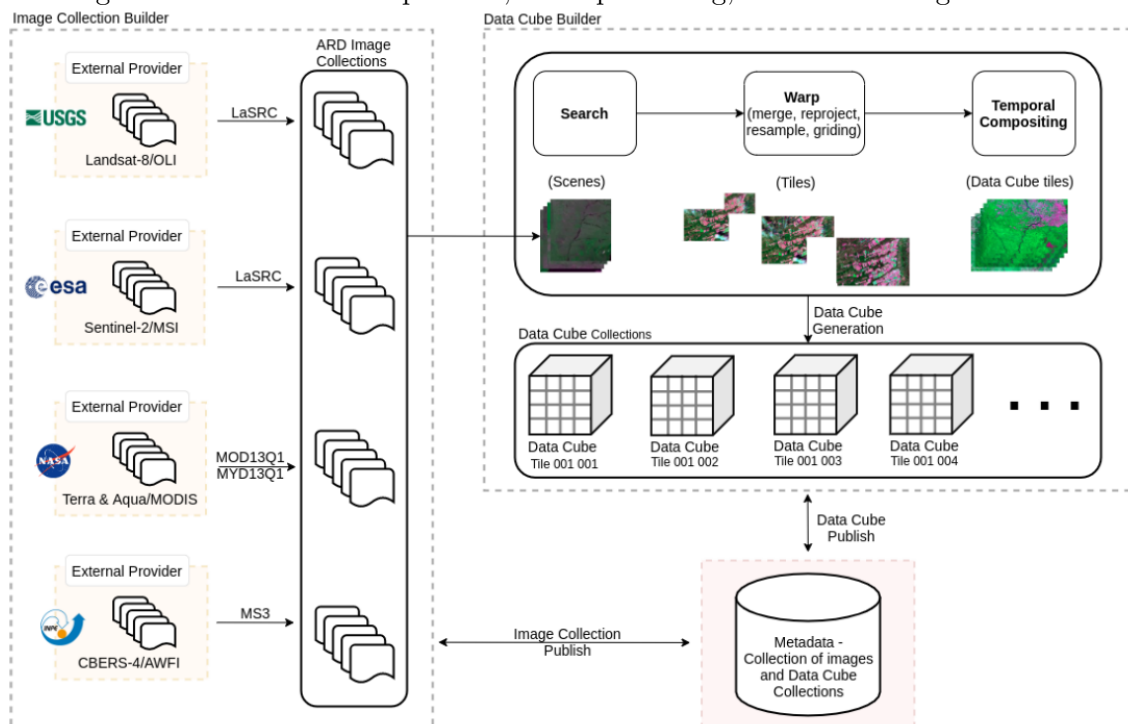 Image Collection Builder
External Provider
USGS
Landsat-8/OLI
LaSRC
External Provider
esa
Sentinel-2/MSI
LaSRC
External Provider
NASA
Terra & Aqua/MODIS
MOD13Q1
MYD13Q1
External Provider
INPE
CBERS-4/AWFI
MS3
ARD Image
Collections
Data Cube Builder
Search
Warp
(merge, reproject,
resample, griding)
Temporal
Compositing
(Scenes)
(Tiles)
(Data Cube tiles)
Data Cube
Generation
Data Cube Collections
Data Cube
Tile 001 001
Data Cube
Tile 001 002
Data Cube
Tile 001 003
Data Cube
Tile 001 004
Data Cube
Publish
Image Collection
Publish
Metadata -
Collection of images
and Data Cube
Collections